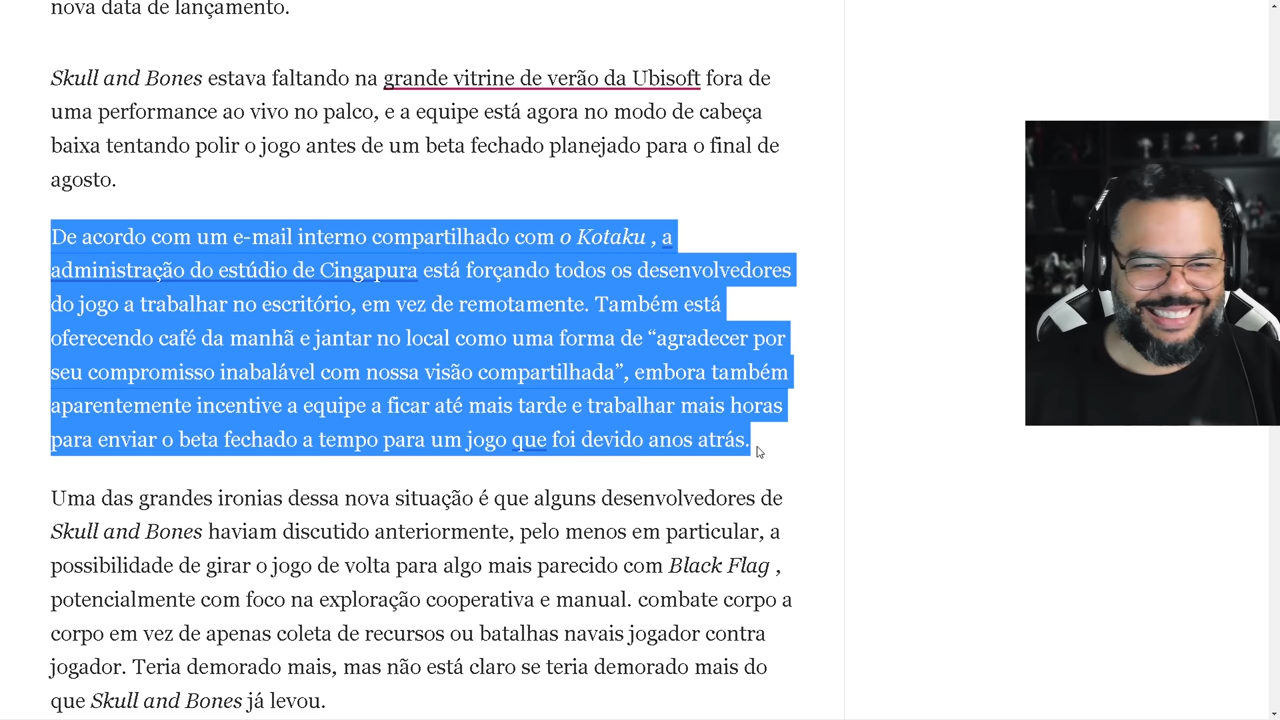 nova data de lançamento.
Skull and Bones estava faltando na grande vitrine de verão da Ubisoft fora de
uma performance ao vivo no palco, e a equipe está agora no modo de cabeça
baixa tentando polir o jogo antes de um beta fechado planejado para o final de
agosto.
De acordo com um e-mail interno compartilhado com o Kotaku , a
administração do estúdio de Cingapura está forçando todos os desenvolvedores
do jogo a trabalhar no escritório, em vez de remotamente. Também está
oferecendo café da manhã e jantar no local como uma forma de “agradecer por
seu compromisso inabalável com nossa visão compartilhada”, embora também
aparentemente incentive a equipe a ficar até mais tarde e trabalhar mais horas
para enviar o beta fechado a tempo para um jogo que foi devido anos atrás.
Uma das grandes ironias dessa nova situação é que alguns desenvolvedores de
Skull and Bones haviam discutido anteriormente, pelo menos em particular, a
possibilidade de girar o jogo de volta para algo mais parecido com Black Flag ,
potencialmente com foco na exploração cooperativa e manual. combate corpo a
corpo em vez de apenas coleta de recursos ou batalhas navais jogador contra
jogador. Teria demorado mais, mas não está claro se teria demorado mais do
que Skull and Bones já levou.